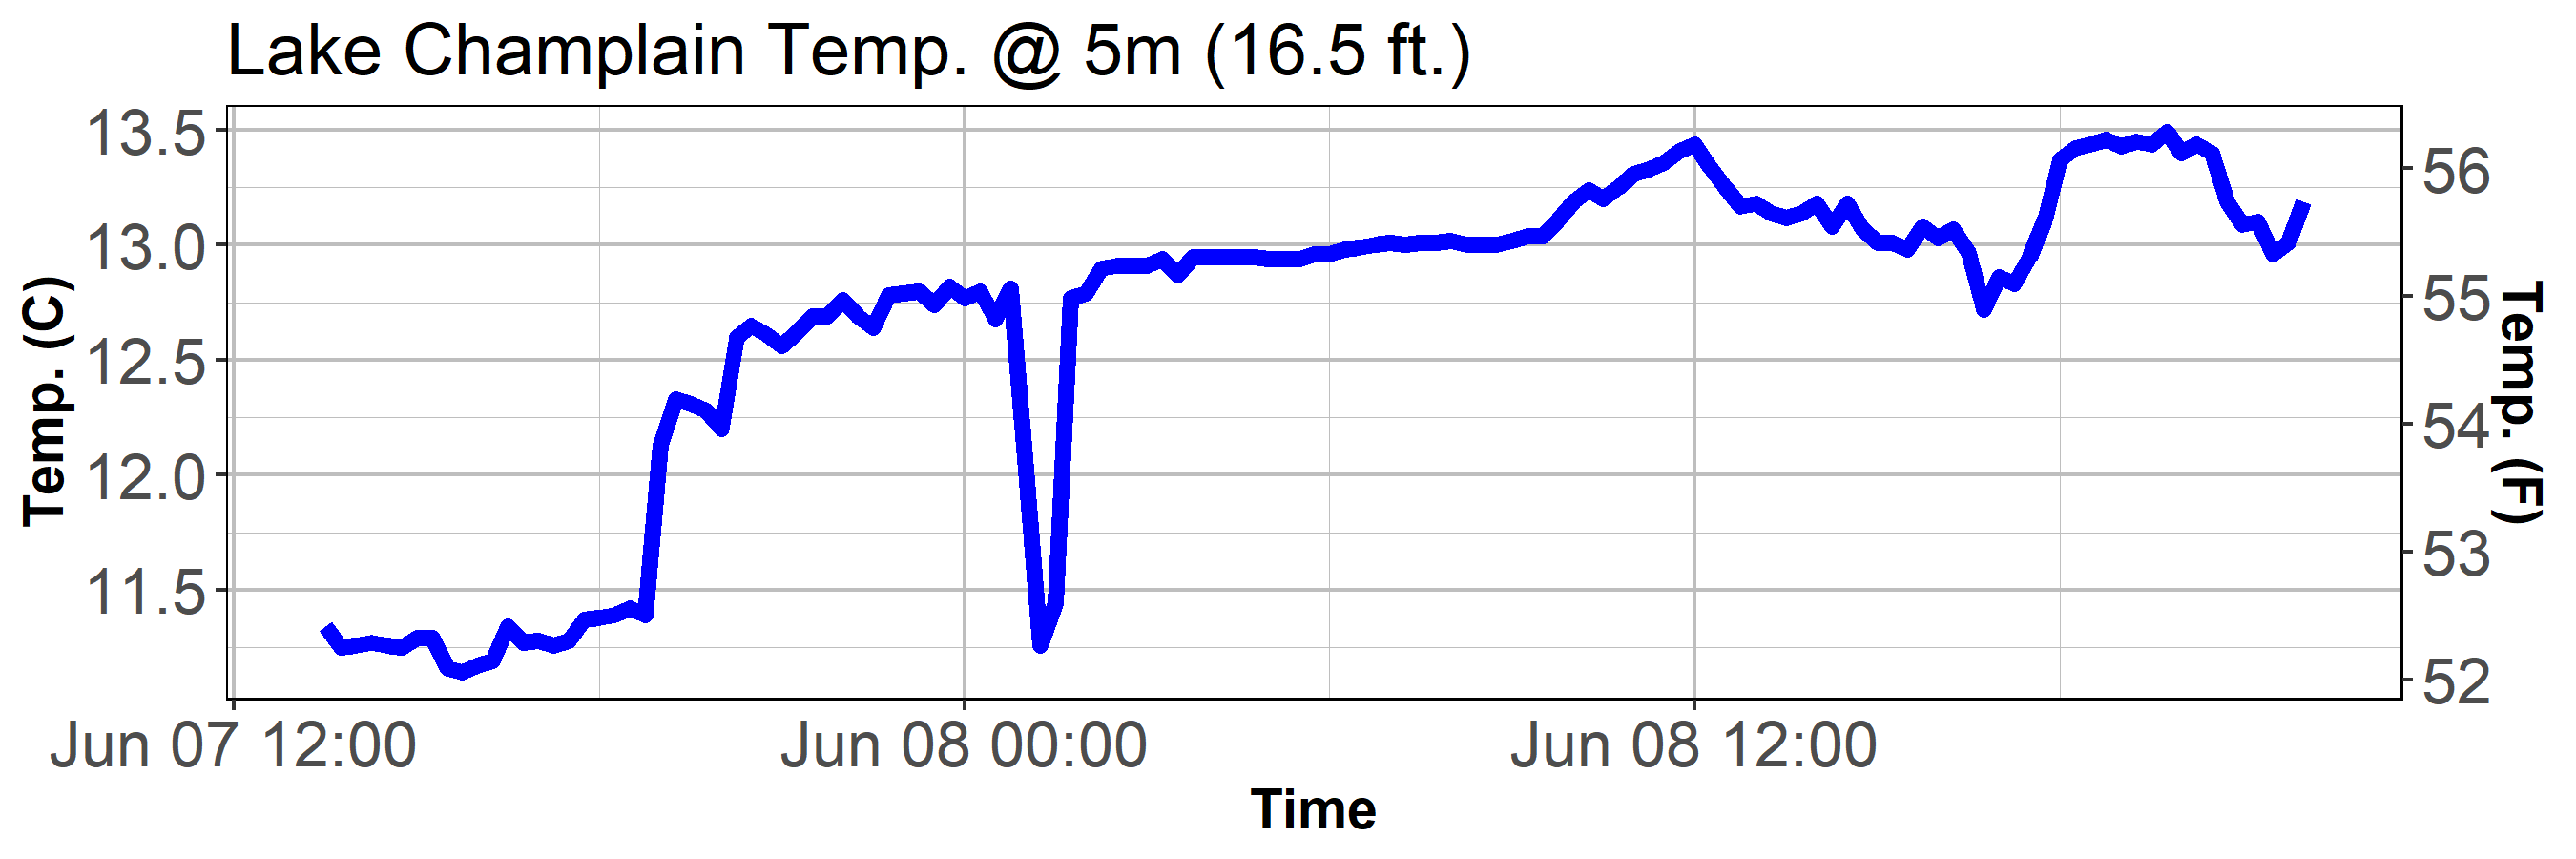 Lake Champlain Temp. @ 5m (16.5 ft.)
Temp. (C)
13.5
13.0
12.5
12.0
11.5
56
55
54
53
52
Temp. (F)
Jun 07 12:00
Jun 08 00:00
Jun 08 12:00
Time